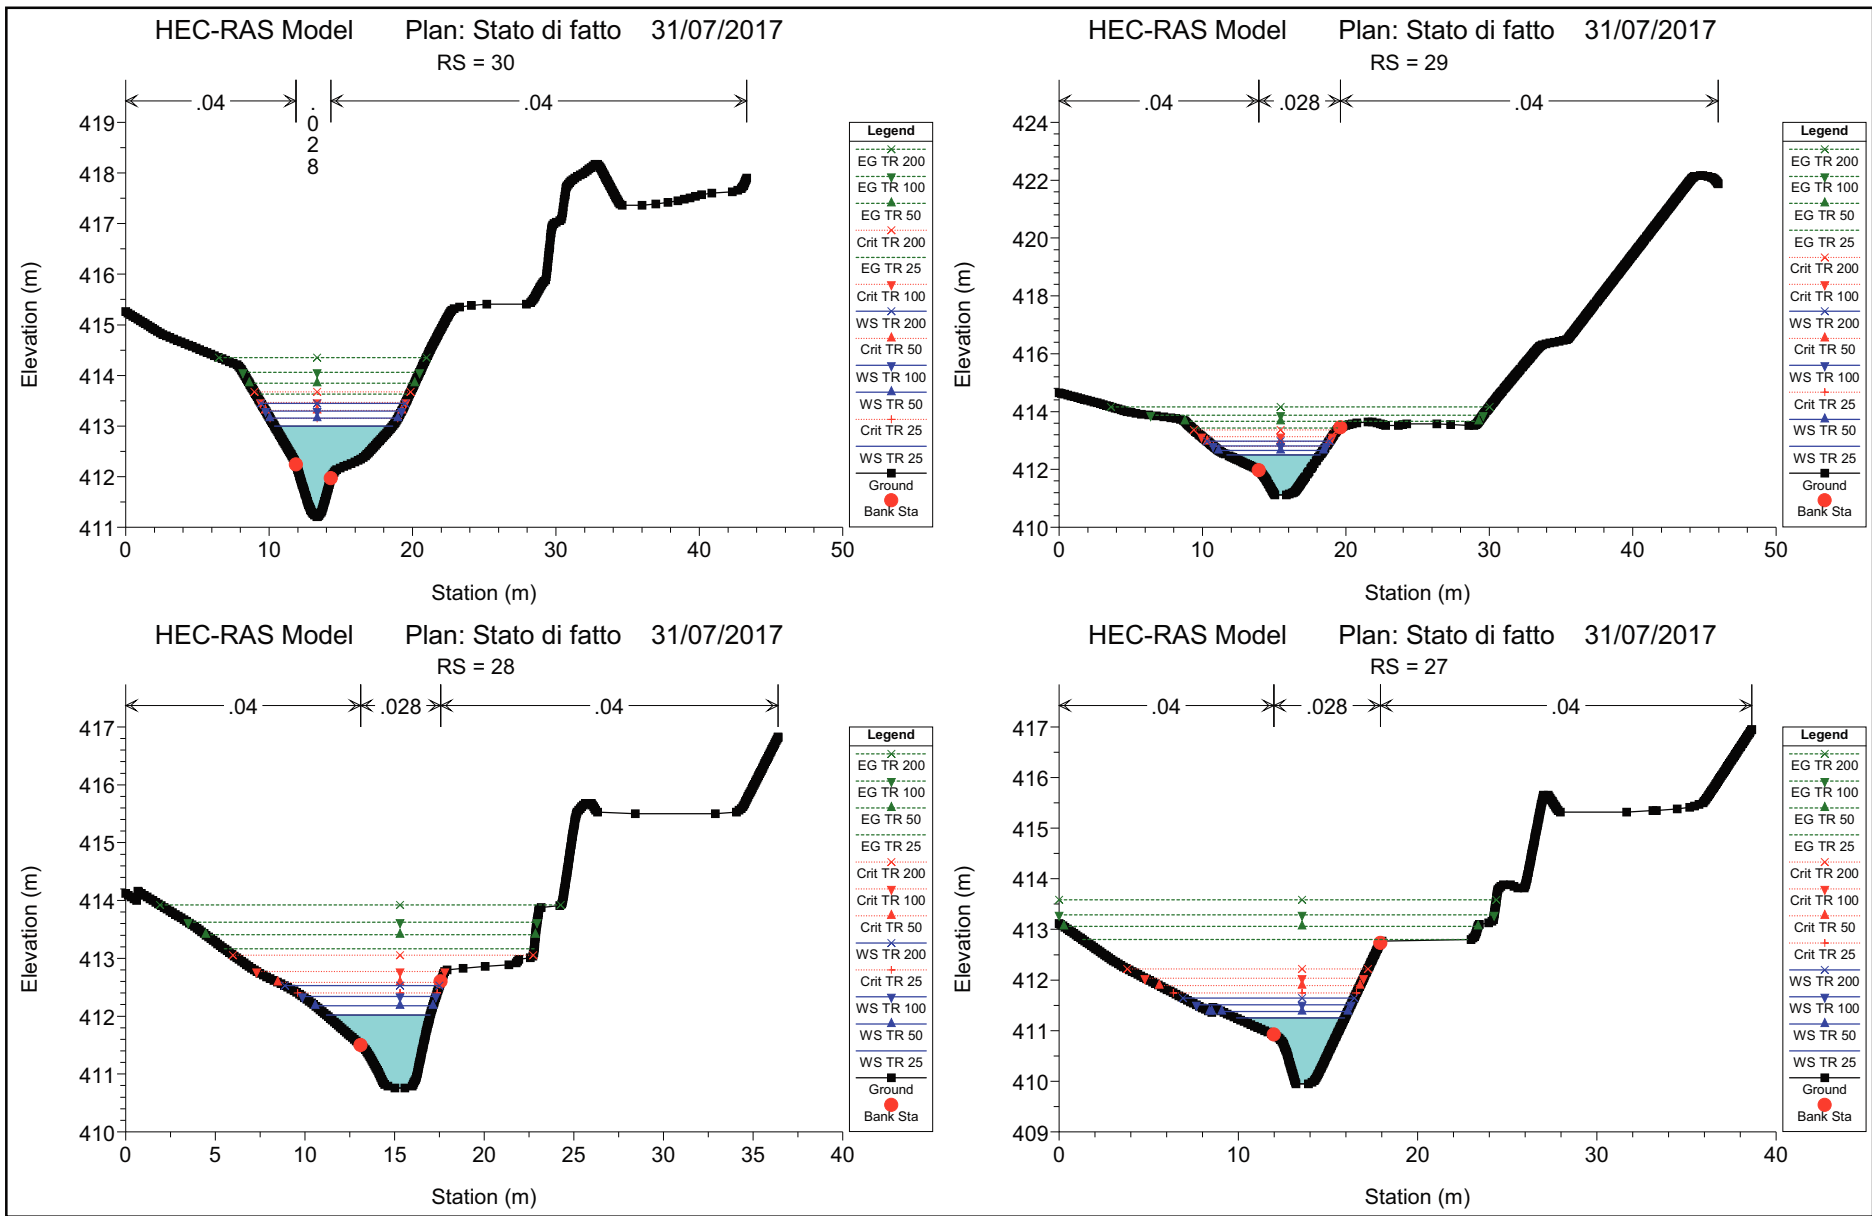 HEC-RAS Model Plan: Stato di fatto 31/07/2017
RS = 30
.04
.028
.04
419
418
417
416
415
414
413
412
411
Elevation (m)
0 10 20 30 40 50
Station (m)
Legend
EG TR 200
EG TR 100
EG TR 50
Crit TR 200
EG TR 25
Crit TR 100
WS TR 200
Crit TR 50
WS TR 100
WS TR 50
Crit TR 25
WS TR 25
Ground
Bank Sta
HEC-RAS Model Plan: Stato di fatto 31/07/2017
RS = 29
.04 .028 .04
424
422
420
418
416
414
412
410
Elevation (m)
0 10 20 30 40 50
Station (m)
Legend
EG TR 200
EG TR 100
EG TR 50
EG TR 25
Crit TR 200
Crit TR 100
WS TR 200
Crit TR 50
WS TR 100
Crit TR 25
WS TR 50
WS TR 25
Ground
Bank Sta
HEC-RAS Model Plan: Stato di fatto 31/07/2017
RS = 28
.04 .028 .04
417
416
415
414
413
412
411
410
Elevation (m)
0 5 10 15 20 25 30 35 40
Station (m)
Legend
EG TR 200
EG TR 100
EG TR 50
EG TR 25
Crit TR 200
Crit TR 100
Crit TR 50
WS TR 200
Crit TR 25
WS TR 100
WS TR 50
WS TR 25
Ground
Bank Sta
HEC-RAS Model Plan: Stato di fatto 31/07/2017
RS = 27
.04 .028 .04
417
416
415
414
413
412
411
410
409
Elevation (m)
0 10 20 30 40
Station (m)
Legend
EG TR 200
EG TR 100
EG TR 50
EG TR 25
Crit TR 200
Crit TR 100
Crit TR 50
Crit TR 25
WS TR 200
WS TR 100
WS TR 50
WS TR 25
Ground
Bank Sta